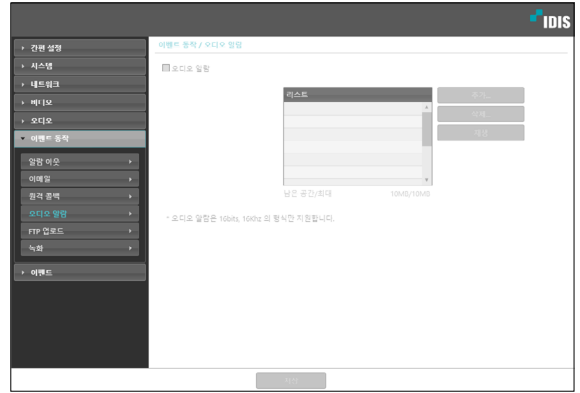 IDIS
간편 설정
시스템
네트워크
비디오
오디오
이벤트 동작
알람 아웃
이메일
원격 콜백
오디오 알람
FTP 업로드
녹화
이벤트
이벤트 동작 / 오디오 알람
오디오 알람
리스트
추가...
삭제
남은 공간/최대 10MB/10MB
* 오디오 알람은 16bits, 16Khz 의 형식만 지원합니다.